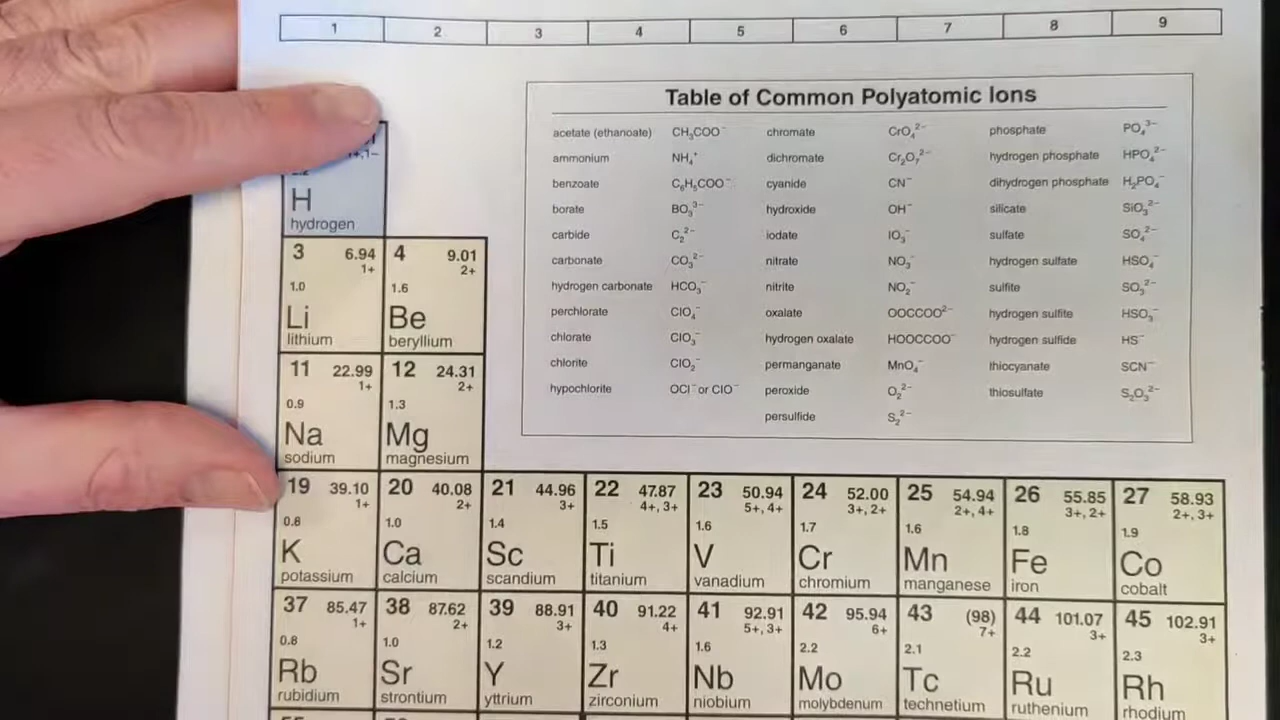 1 2 3 4 5 6 7 8 9
Table of Common Polyatomic Ions
acetate (ethanoate) CH₃COO⁻ chromate CrO₄²⁻ phosphate PO₄³⁻
ammonium NH₄⁺ dichromate Cr₂O₇²⁻ hydrogen phosphate HPO₄²⁻
benzoate C₆H₅COO⁻ cyanide CN⁻ dihydrogen phosphate H₂PO₄⁻
borate BO₃³⁻ hydroxide OH⁻ silicate SiO₃²⁻
carbide C₂²⁻ iodate IO₃⁻ sulfate SO₄²⁻
carbonate CO₃²⁻ nitrate NO₃⁻ hydrogen sulfate HSO₄⁻
hydrogen carbonate HCO₃⁻ nitrite NO₂⁻ sulfite SO₃²⁻
perchlorate ClO₄⁻ oxalate OOCCOO²⁻ hydrogen sulfite HSO₃⁻
chlorate ClO₃⁻ hydrogen oxalate HOOCCOO⁻ hydrogen sulfide HS⁻
chlorite ClO₂⁻ permanganate MnO₄⁻ thiocyanate SCN⁻
hypochlorite OCl⁻ or ClO⁻ peroxide O₂²⁻ thiosulfate S₂O₃²⁻
persulfide S₂²⁻
H
hydrogen
3 6.94 4 9.01
1+ 2+
1.0 1.6
Li Be
lithium beryllium
11 22.99 12 24.31
1+ 2+
0.9 1.3
Na Mg
sodium magnesium
19 39.10 20 40.08 21 44.96 22 47.87 23 50.94 24 52.00 25 54.94 26 55.85 27 58.93
1+ 2+ 3+ 4+, 3+ 5+, 4+ 3+, 2+ 2+, 4+ 3+, 2+ 2+, 3+
0.8 1.0 1.4 1.5 1.6 1.7 1.6 1.8 1.9
K Ca Sc Ti V Cr Mn Fe Co
potassium calcium scandium titanium vanadium chromium manganese iron cobalt
37 85.47 38 87.62 39 88.91 40 91.22 41 92.91 42 95.94 43 (98) 44 101.07 45 102.91
1+ 2+ 3+ 4+ 5+, 3+ 6+ 7+ 3+ 3+
0.8 1.0 1.2 1.3 1.6 2.2 2.1 2.2 2.3
Rb Sr Y Zr Nb Mo Tc Ru Rh
rubidium strontium yttrium zirconium niobium molybdenum technetium ruthenium rhodium